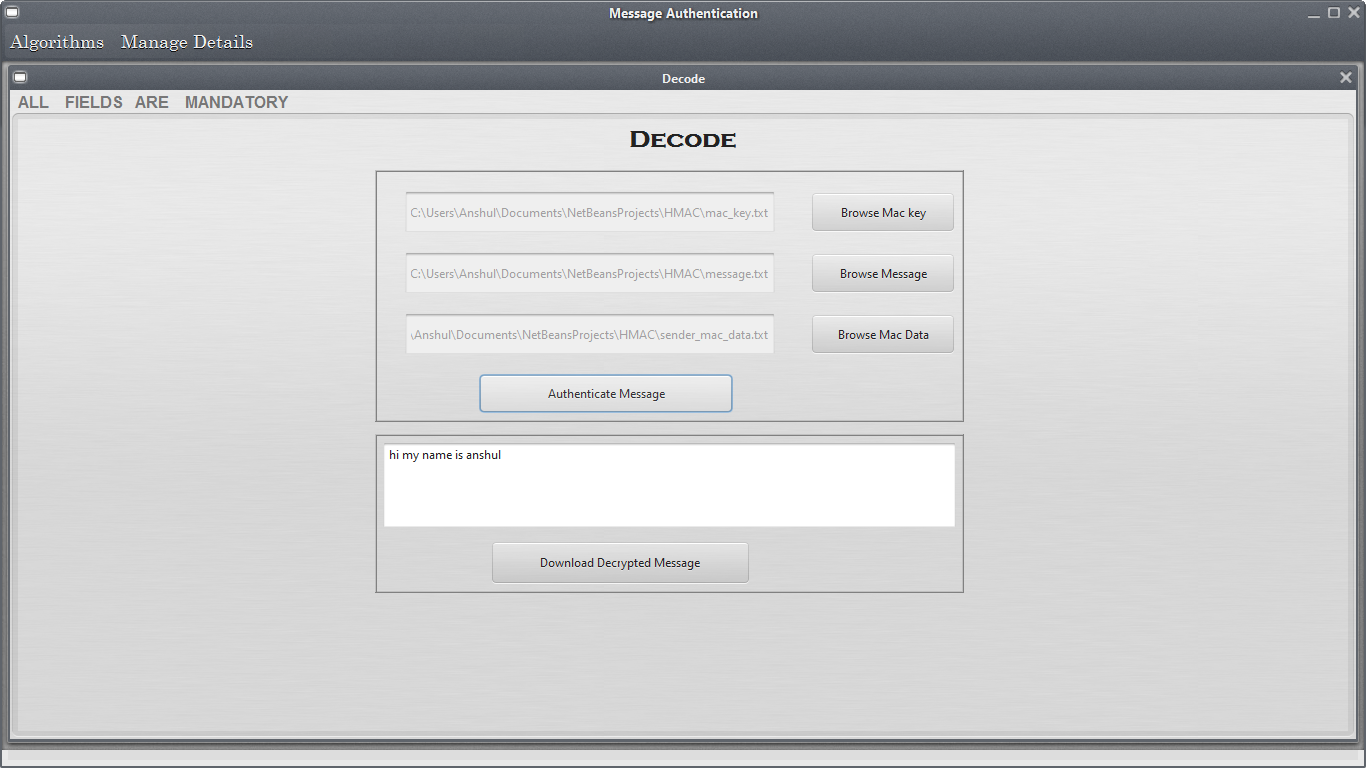 Message Authentication
Algorithms Manage Details
Decode
ALL FIELDS ARE MANDATORY
DECODE
C:\Users\Anshul\Documents\NetBeansProjects\HMAC\mac_key.txt Browse Mac key
C:\Users\Anshul\Documents\NetBeansProjects\HMAC\message.txt Browse Message
\Anshul\Documents\NetBeansProjects\HMAC\sender_mac_data.txt Browse Mac Data
Authenticate Message
hi my name is anshul
Download Decrypted Message